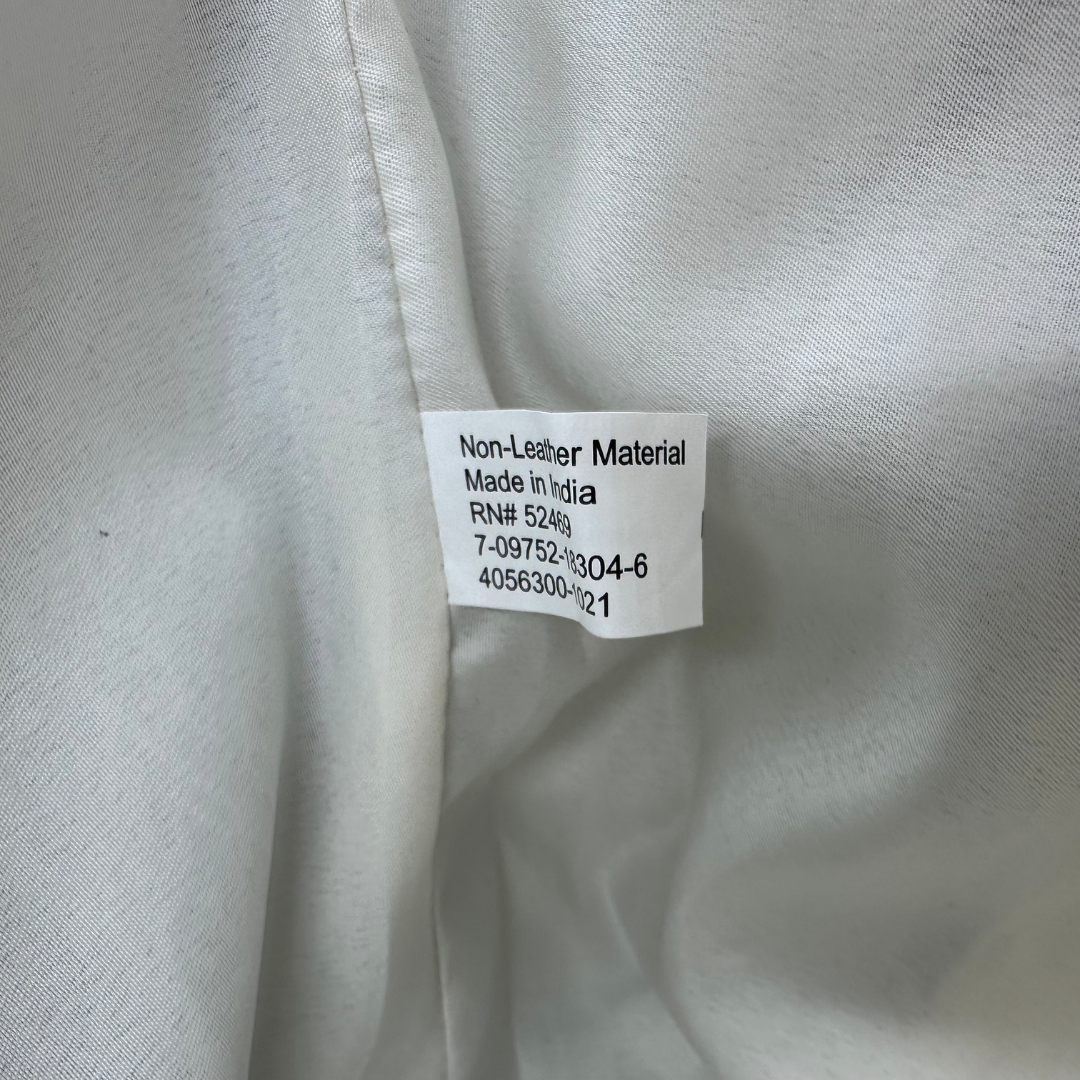 Non-Leather Material
Made in India
RN# 52469
7-09752-18304-6
4056300-1021